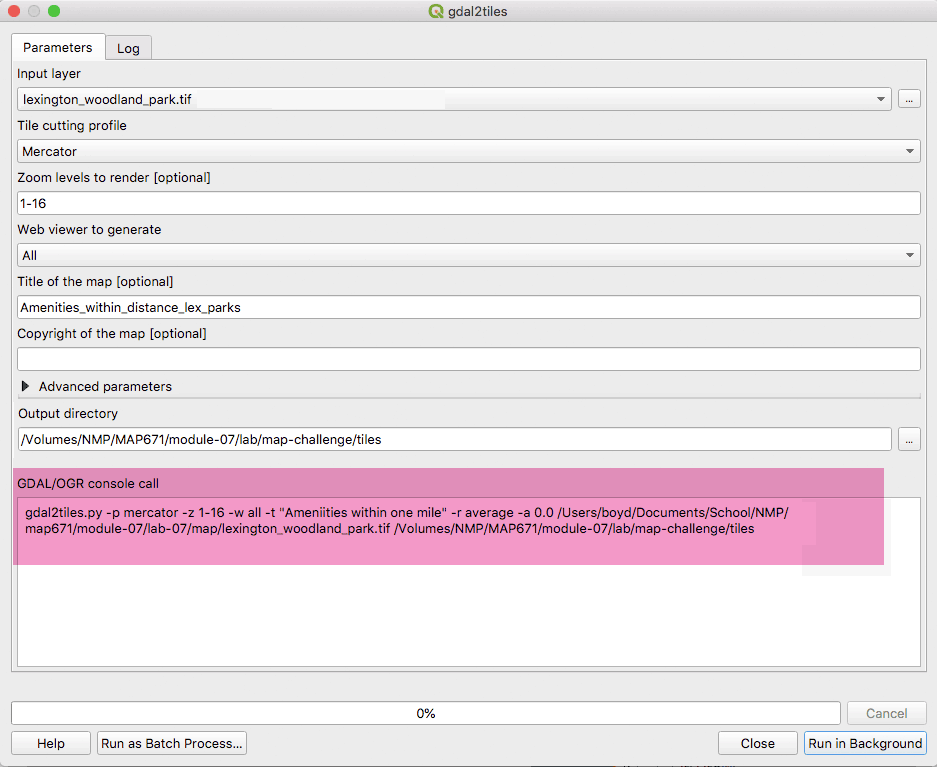 gdal2tiles
Parameters
Log
Input layer
lexington_woodland_park.tif
...
Tile cutting profile
Mercator
Zoom levels to render [optional]
1-16
Web viewer to generate
All
Title of the map [optional]
Amenities_within_distance_lex_parks
Copyright of the map [optional]
Advanced parameters
Output directory
/Volumes/NMP/MAP671/module-07/lab/map-challenge/tiles
...
GDAL/OGR console call
gdal2tiles.py -p mercator -z 1-16 -w all -t "Ameniities within one mile" -r average -a 0.0 /Users/boyd/Documents/School/NMP/
map671/module-07/lab-07/map/lexington_woodland_park.tif /Volumes/NMP/MAP671/module-07/lab/map-challenge/tiles
0%
Cancel
Help
Run as Batch Process...
Close
Run in Background